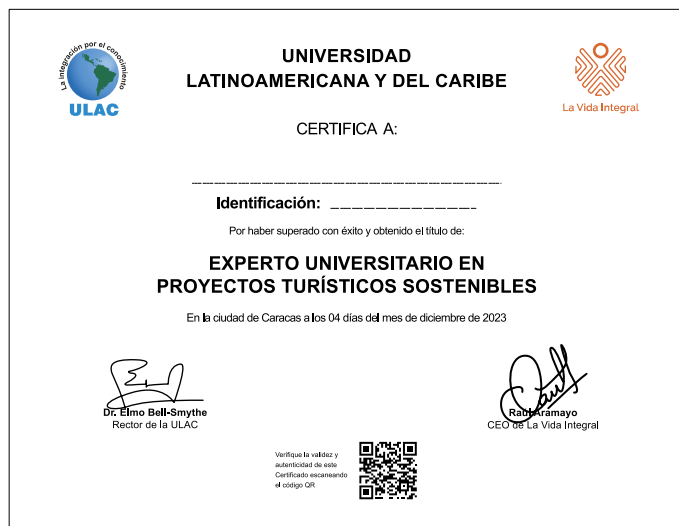 La integración por el conocimiento
ULAC
UNIVERSIDAD
LATINOAMERICANA Y DEL CARIBE
La Vida Integral
CERTIFICA A:
Identificación:
Por haber superado con éxito y obtenido el título de:
EXPERTO UNIVERSITARIO EN
PROYECTOS TURÍSTICOS SOSTENIBLES
En la ciudad de Caracas a los 04 días del mes de diciembre de 2023
Dr. Elmo Bell-Smythe
Rector de la ULAC
Raúl Aramayo
CEO de La Vida Integral
Verifique la validez y
autenticidad de este
Certificado escaneando
el código QR